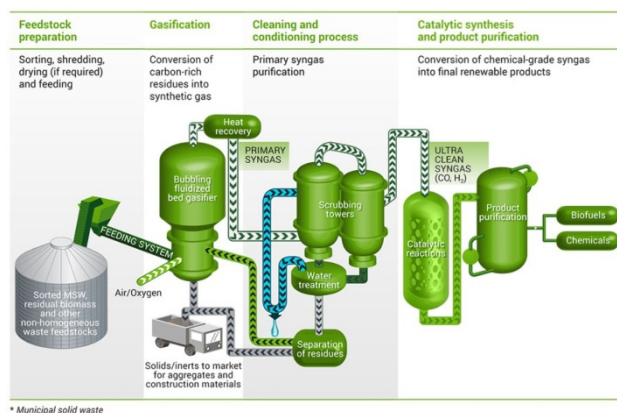 Feedstock
preparation
Sorting, shredding,
drying (if required)
and feeding
Gasification
Conversion of
carbon-rich
residues into
synthetic gas
Cleaning and
conditioning process
Primary syngas
purification
Catalytic synthesis
and product purification
Conversion of chemical-grade syngas
into final renewable products
Heat
recovery
PRIMARY
SYNGAS
Bubbling
fluidized
bed gasifier
Scrubbing
towers
ULTRA
CLEAN
SYNGAS
(CO, H₂)
Product
purification
Biofuels
Chemicals
Catalytic
reactions
FEEDING SYSTEM
Water
treatment
Air/Oxygen
Sorted MSW,
residual biomass
and other
non-homogeneous
waste feedstocks
Separation
of residues
Solids/inerts to market
for aggregates and
construction materials
* Municipal solid waste